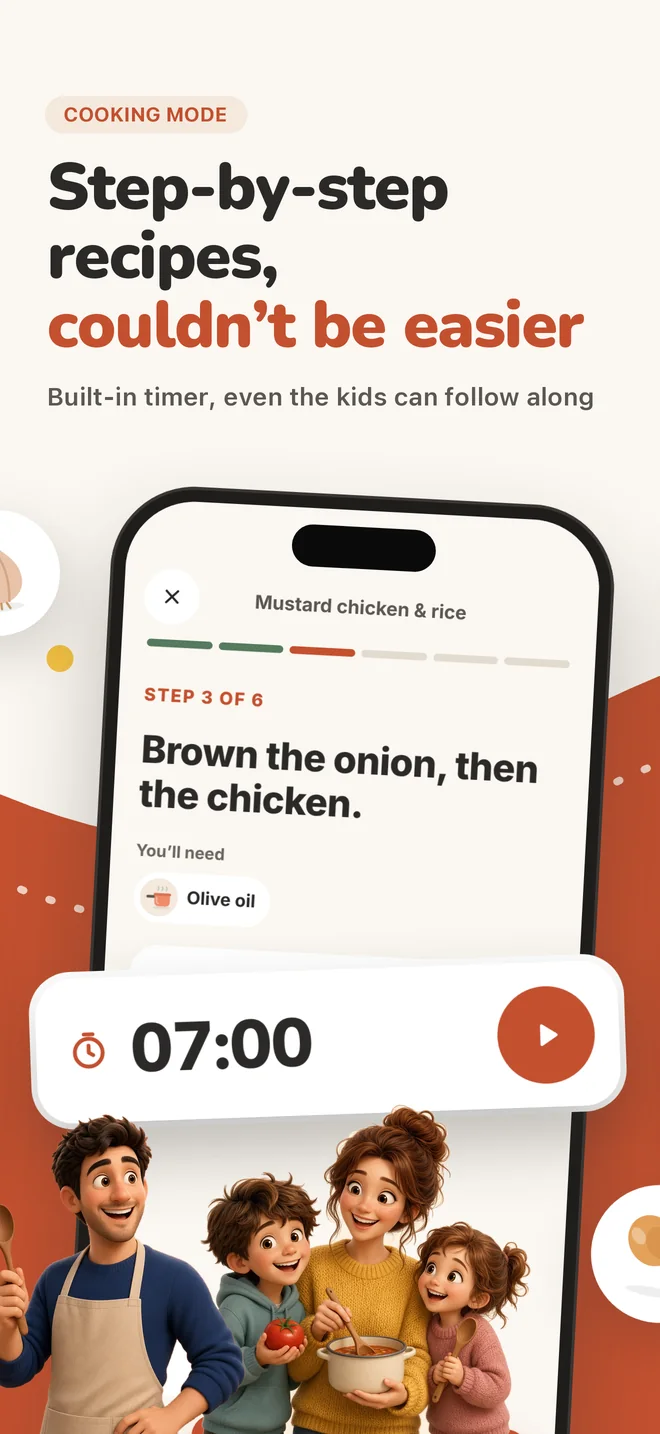 COOKING MODE
Step-by-step
recipes,
couldn’t be easier
Built-in timer, even the kids can follow along
Mustard chicken & rice
STEP 3 OF 6
Brown the onion, then
the chicken.
You’ll need
Olive oil
07:00